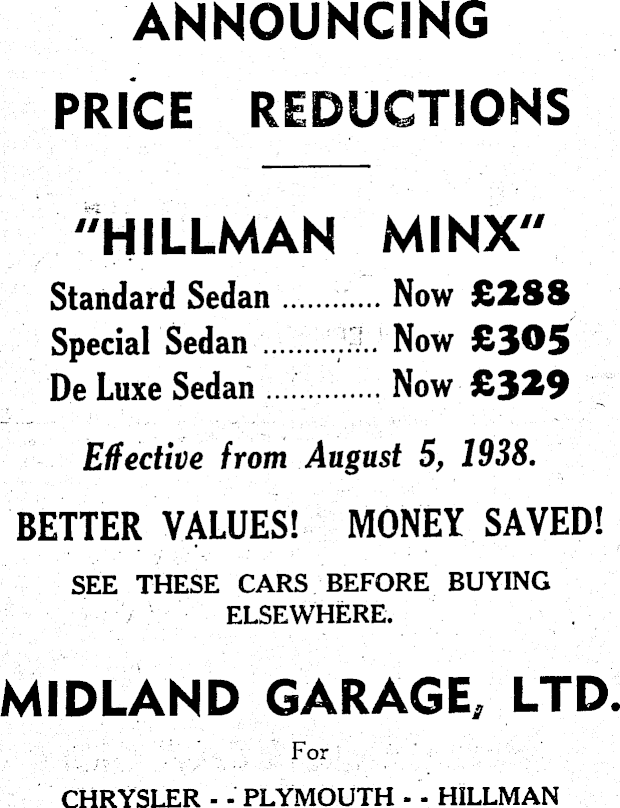 ANNOUNCING
PRICE REDUCTIONS
"HILLMAN MINX"
Standard Sedan ............ Now £288
Special Sedan .............. Now £305
De Luxe Sedan .............. Now £329
Effective from August 5, 1938.
BETTER VALUES! MONEY SAVED!
SEE THESE CARS BEFORE BUYING
ELSEWHERE.
MIDLAND GARAGE, LTD.
For
CHRYSLER - - PLYMOUTH - - HILLMAN